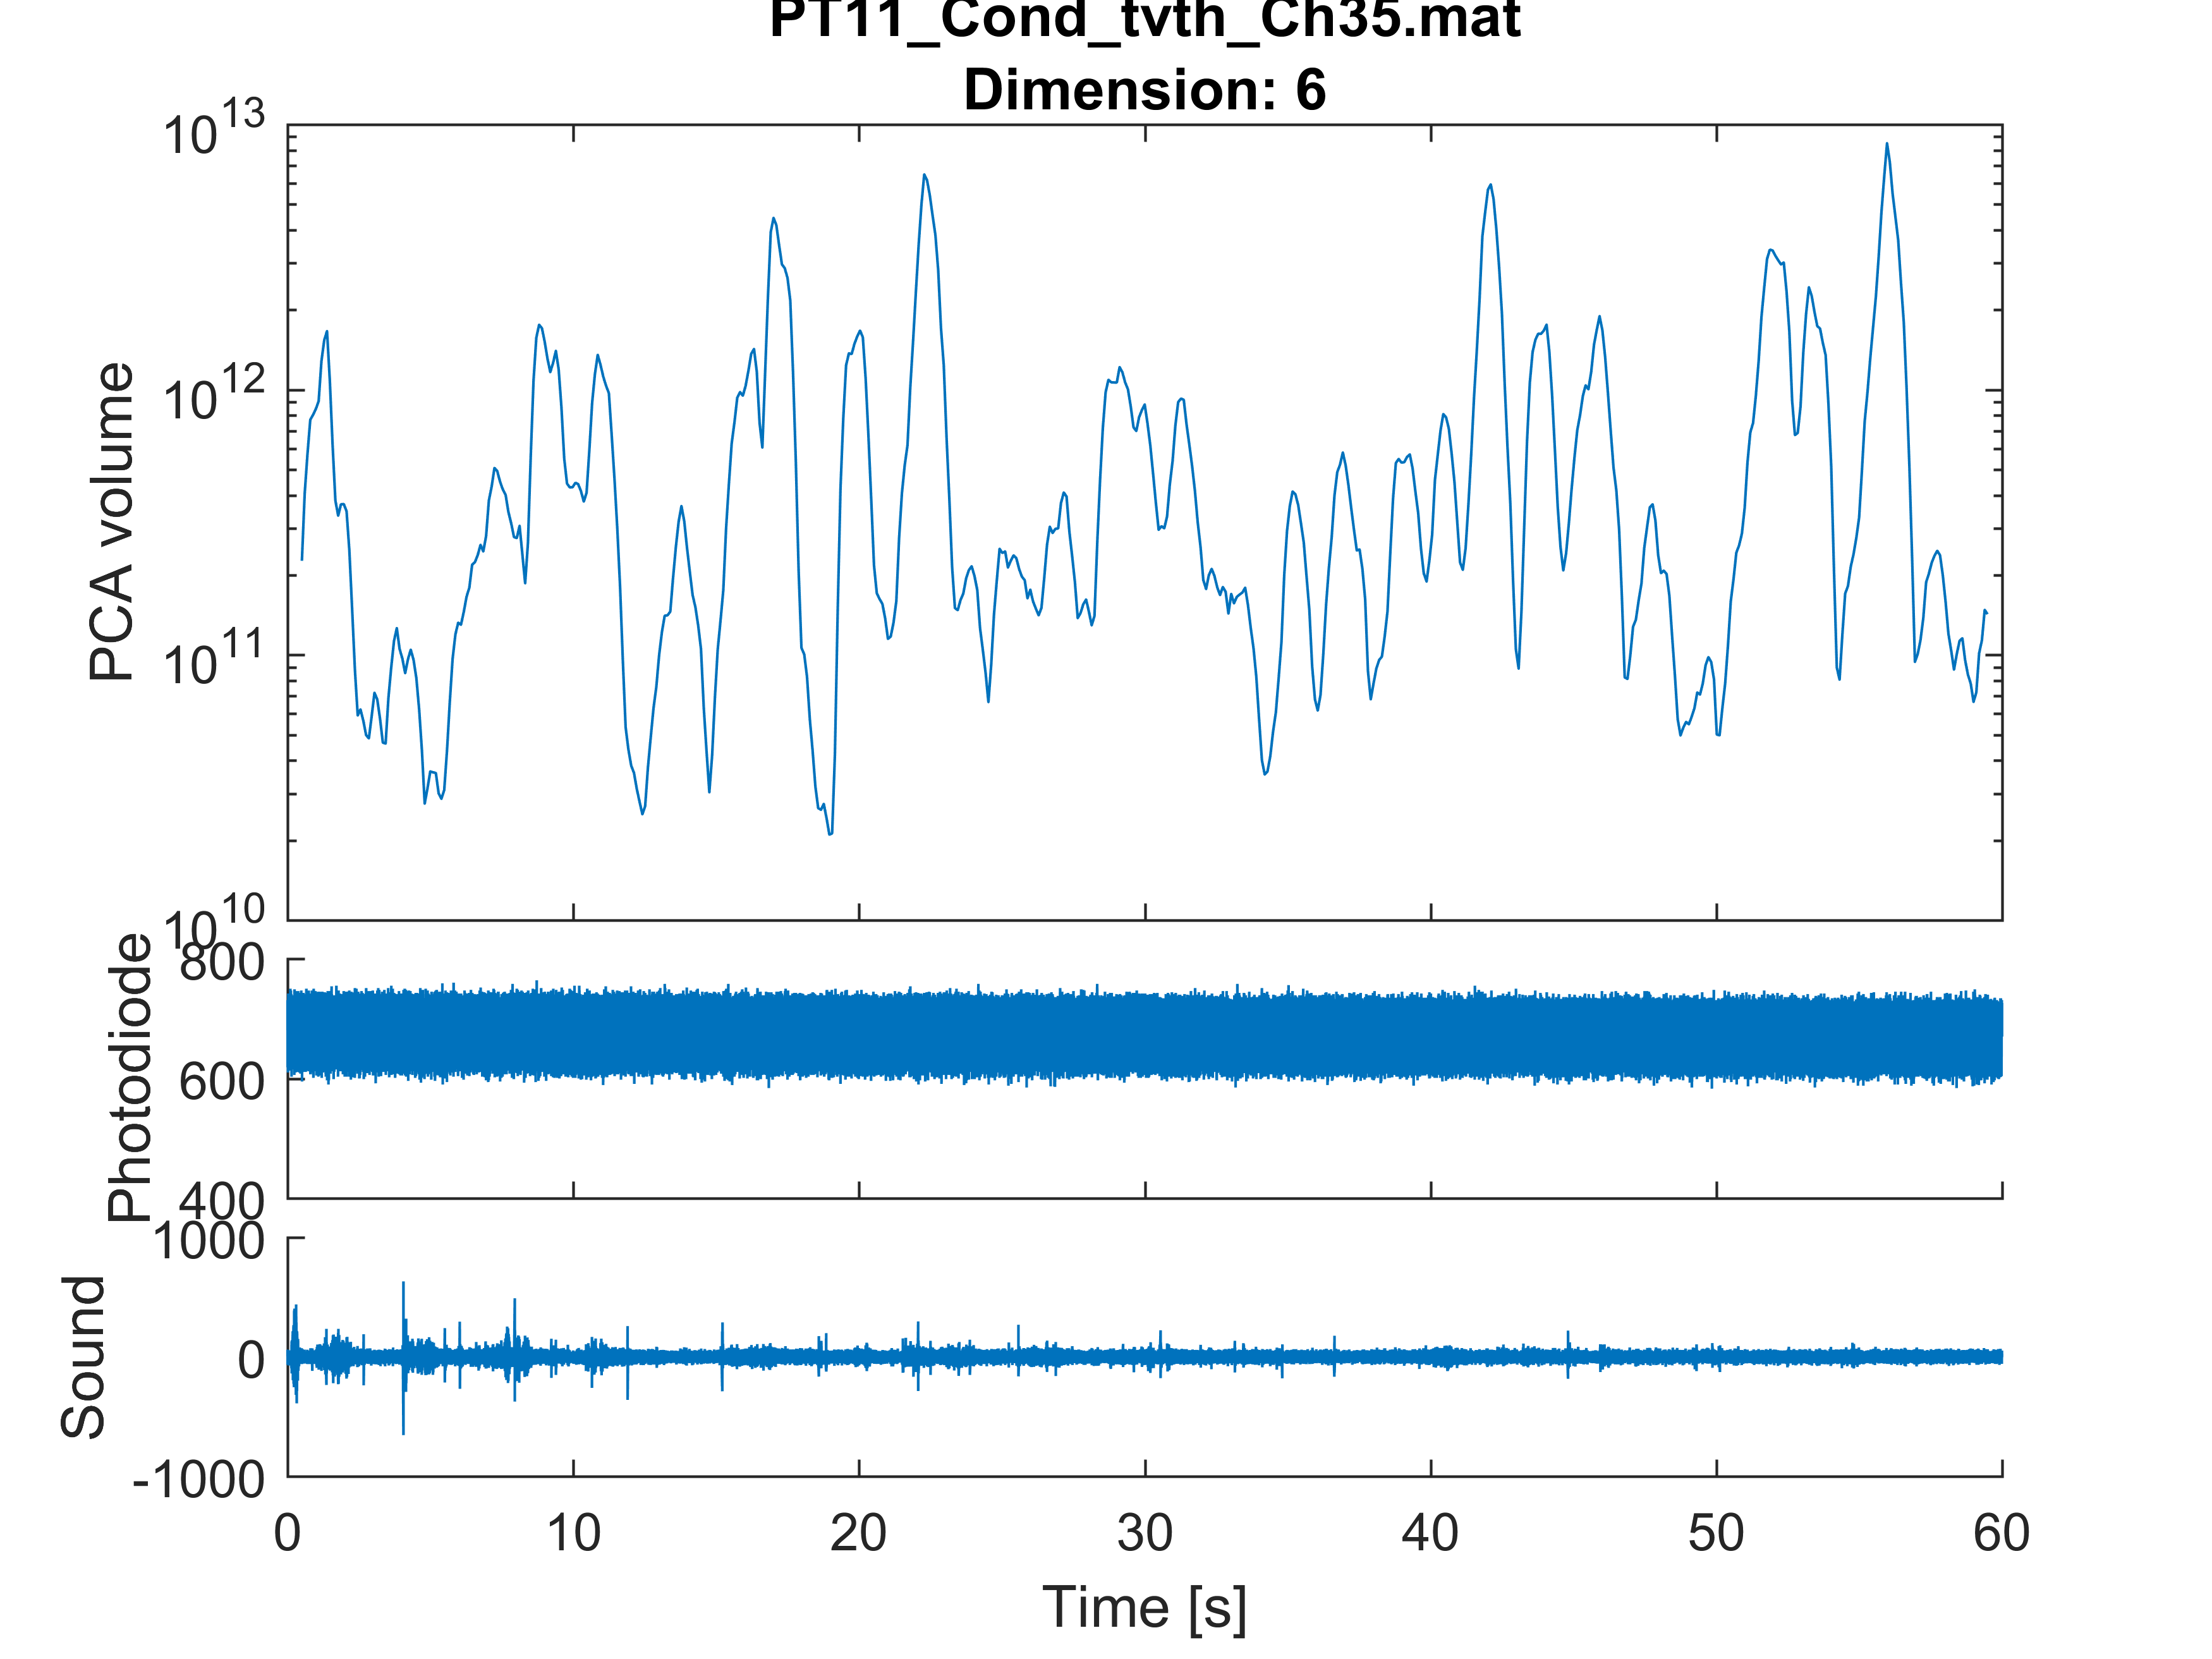 PT11_Cond_tvth_Ch35.mat
Dimension: 6
10^13
10^12
10^11
10^10
PCA volume
800
600
400
Photodiode
1000
0
-1000
Sound
0 10 20 30 40 50 60
Time [s]